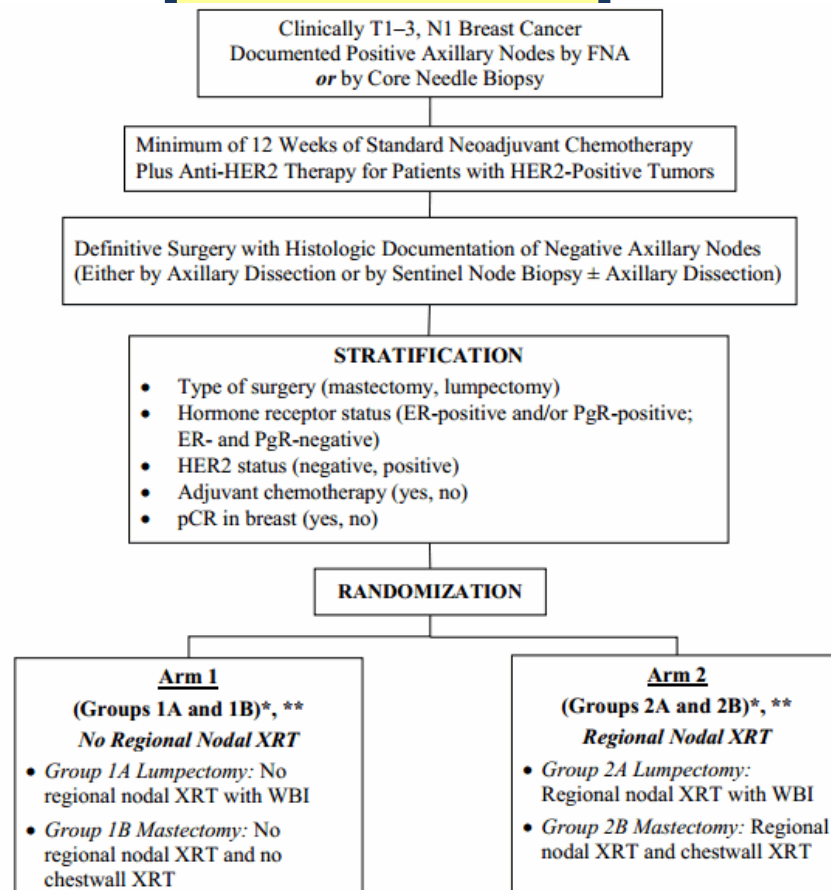 Clinically T1–3, N1 Breast Cancer
Documented Positive Axillary Nodes by FNA
or by Core Needle Biopsy
Minimum of 12 Weeks of Standard Neoadjuvant Chemotherapy
Plus Anti-HER2 Therapy for Patients with HER2-Positive Tumors
Definitive Surgery with Histologic Documentation of Negative Axillary Nodes
(Either by Axillary Dissection or by Sentinel Node Biopsy ± Axillary Dissection)
STRATIFICATION
• Type of surgery (mastectomy, lumpectomy)
• Hormone receptor status (ER-positive and/or PgR-positive;
ER- and PgR-negative)
• HER2 status (negative, positive)
• Adjuvant chemotherapy (yes, no)
• pCR in breast (yes, no)
RANDOMIZATION
Arm 1
(Groups 1A and 1B)*, **
No Regional Nodal XRT
• Group 1A Lumpectomy: No
regional nodal XRT with WBI
• Group 1B Mastectomy: No
regional nodal XRT and no
chestwall XRT
Arm 2
(Groups 2A and 2B)*, **
Regional Nodal XRT
• Group 2A Lumpectomy:
Regional nodal XRT with WBI
• Group 2B Mastectomy: Regional
nodal XRT and chestwall XRT